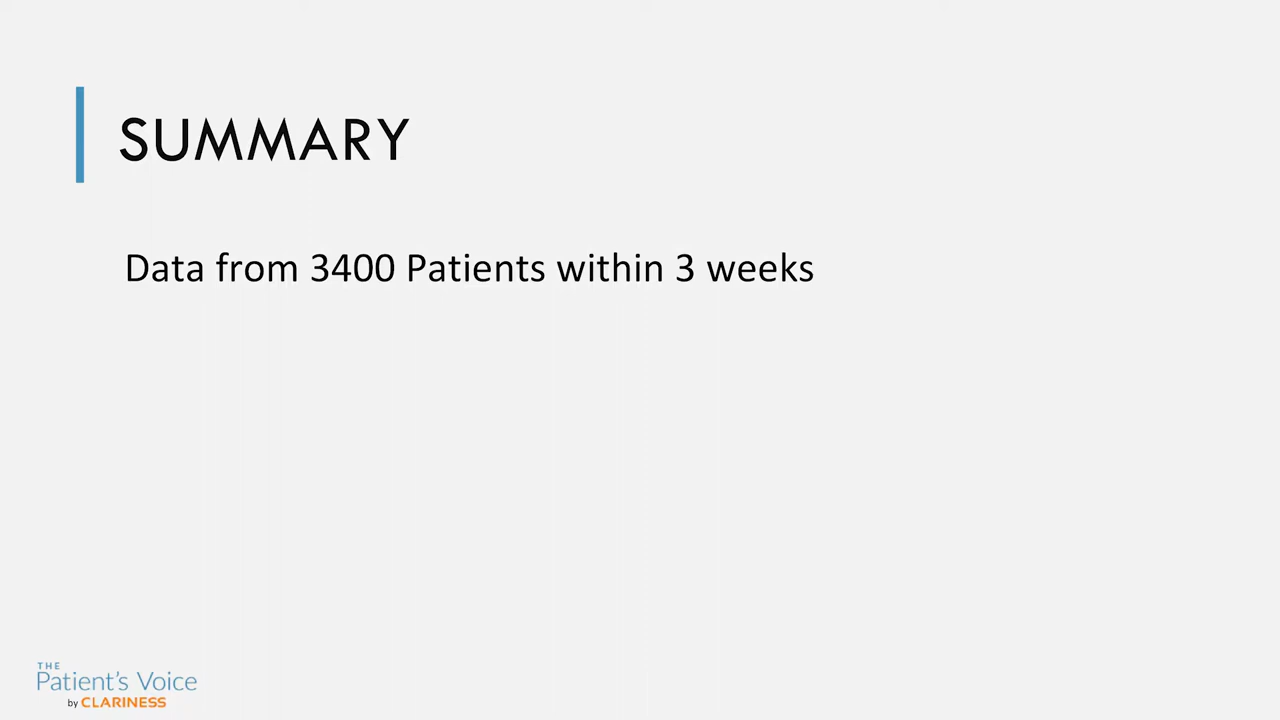 SUMMARY
Data from 3400 Patients within 3 weeks
THE
Patient's Voice
by CLARINESS